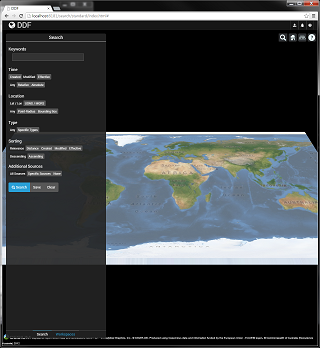 DDF
localhost:8181/search/standard/index.html#
DDF
Search
Keywords
Time
Created Modified Effective
Any Relative Absolute
Location
Lat / Lon USNG / MGRS
Any Point-Radius Bounding Box
Type
Any Specific Types
Sorting
Relevance Distance Created Modified Effective
Descending Ascending
Additional Sources
All Sources Specific Sources None
Search Save Clear
Search Workspaces